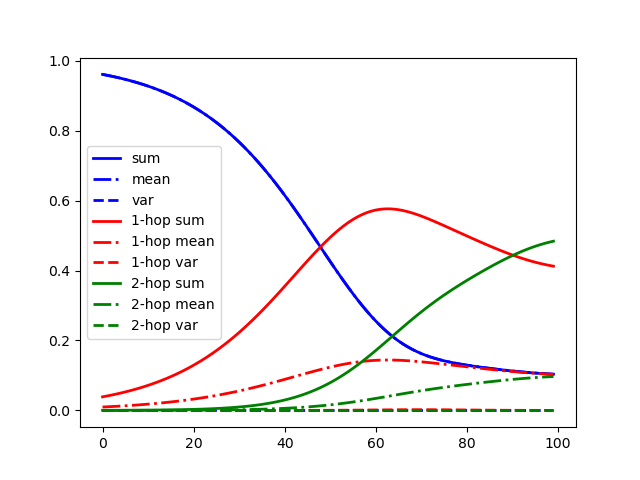 1.0
0.8
0.6
0.4
0.2
0.0
sum
mean
var
1-hop sum
1-hop mean
1-hop var
2-hop sum
2-hop mean
2-hop var
0
20
40
60
80
100